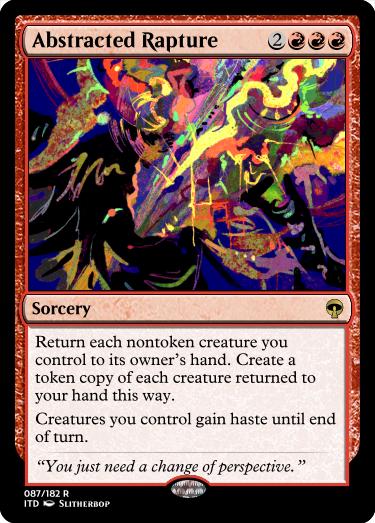 Abstracted Rapture 2
Sorcery
Return each nontoken creature you
control to its owner's hand. Create a
token copy of each creature returned to
your hand this way.
Creatures you control gain haste until end
of turn.
“You just need a change of perspective.”
087/182 R
ITD SLITHERBOP